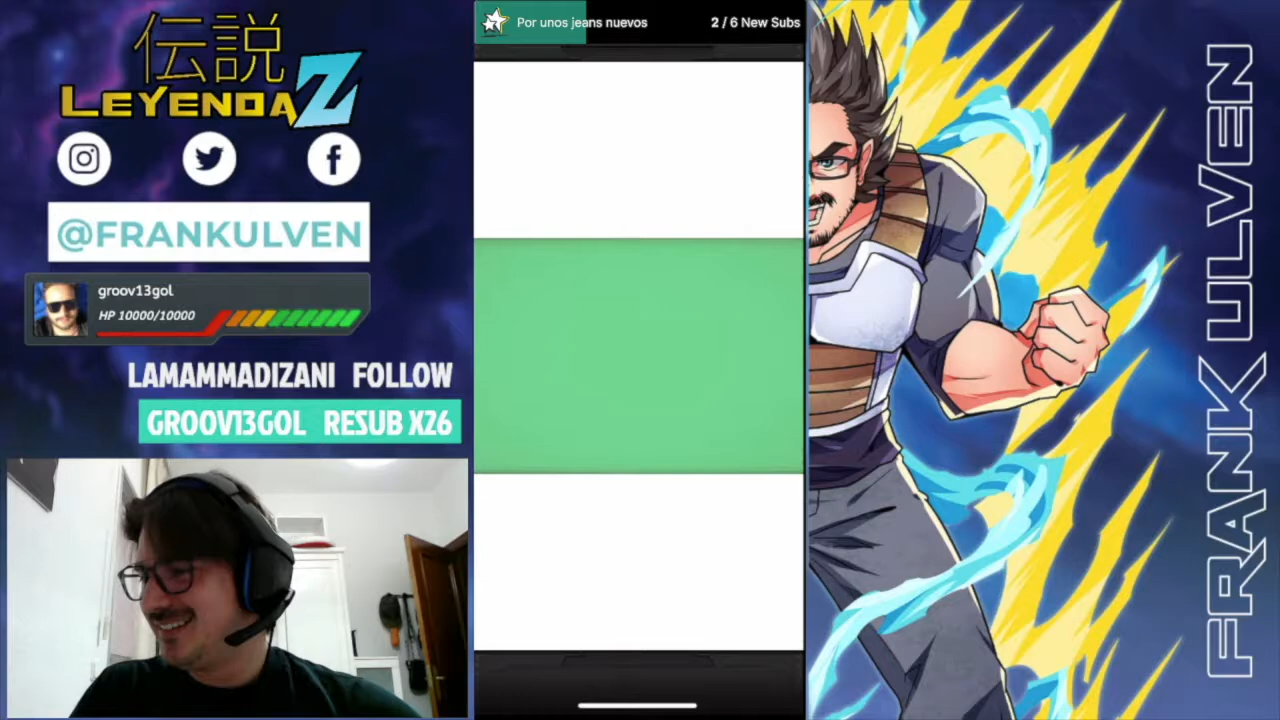 伝説
LEYENDA Z
@FRANKULVEN
groov13gol
HP 10000/10000
LAMAMMADIZANI FOLLOW
GROOV13GOL RESUB X26
Por unos jeans nuevos 2 / 6 New Subs
FRANK ULVEN